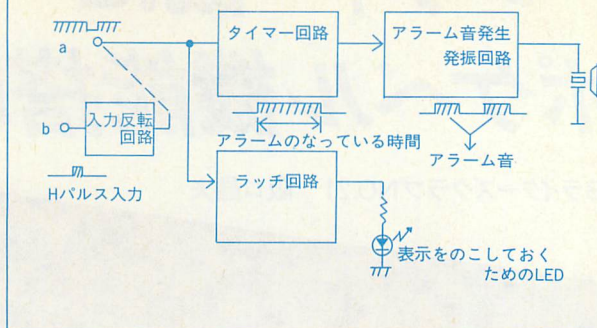 a
タイマー回路
アラーム音発生
発振回路
b
入力反転
回路
アラームのなっている時間
アラーム音
Hパルス入力
ラッチ回路
表示をのこしておく
ためのLED